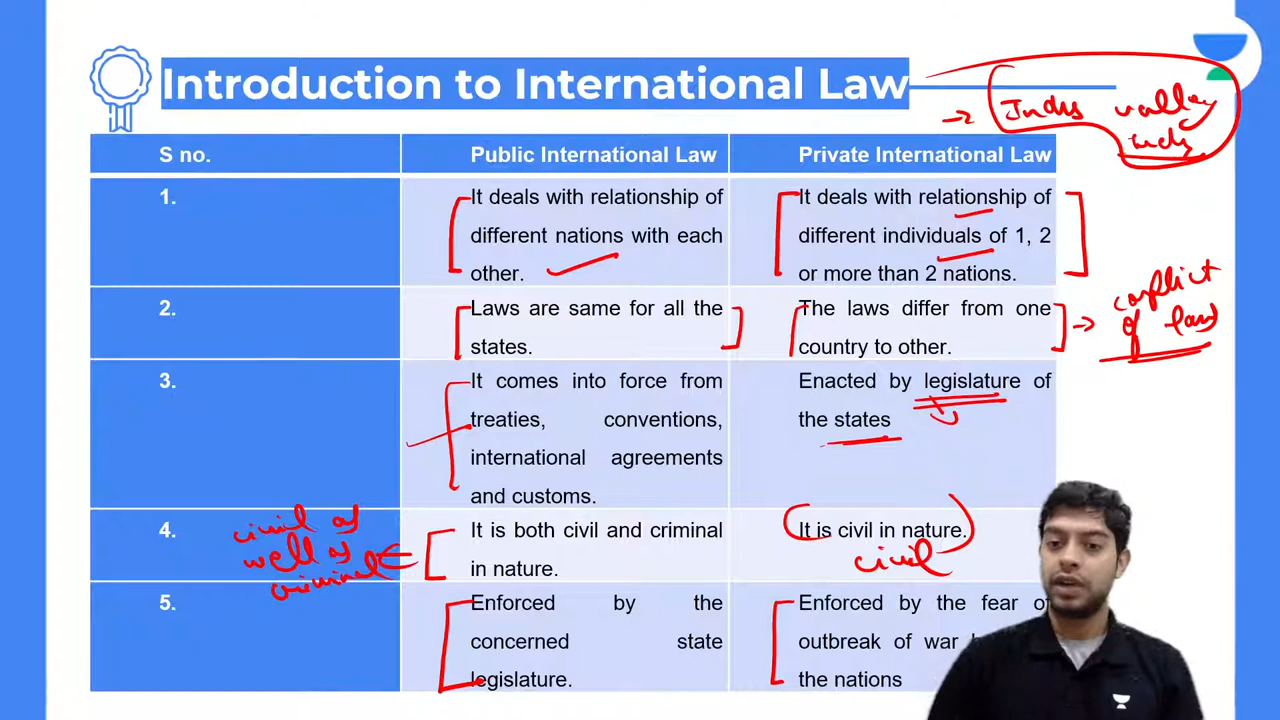 Introduction to International Law
Indus valley
indus
S no.
Public International Law
Private International Law
1.
It deals with relationship of
different nations with each
other.
It deals with relationship of
different individuals of 1, 2
or more than 2 nations.
2.
Laws are same for all the
states.
The laws differ from one
country to other.
conflict
of law
3.
It comes into force from
treaties, conventions,
international agreements
and customs.
Enacted by legislature of
the states
4.
civil as
well as
criminal
It is both civil and criminal
in nature.
It is civil in nature.
civil
5.
Enforced by the
concerned state
legislature.
Enforced by the fear of
outbreak of war
the nations